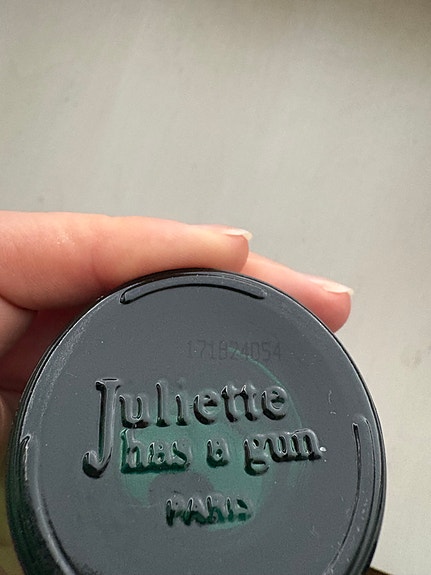 171B24054
Juliette
has a gun
PARIS